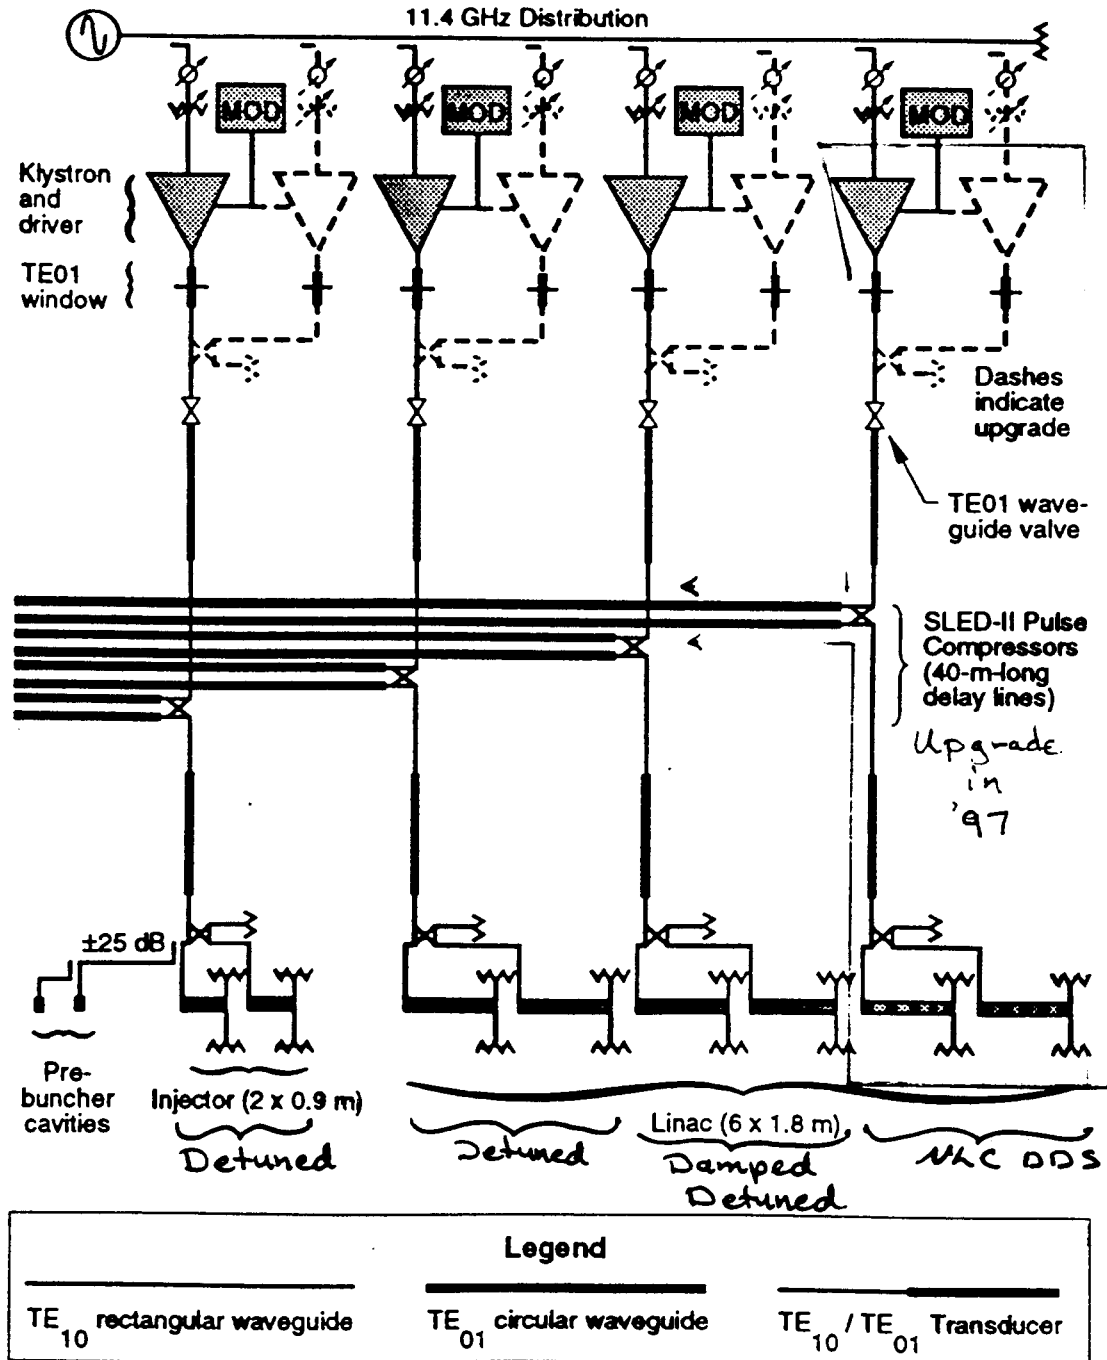 11.4 GHz Distribution
MOD
MOD
MOD
MOD
Klystron
and
driver
TE01
window
Dashes
indicate
upgrade
TE01 wave-
guide valve
SLED-II Pulse
Compressors
(40-m-long
delay lines)
Upgrade
in
'97
±25 dB
Pre-
buncher
cavities
Injector (2 x 0.9 m)
Linac (6 x 1.8 m)
Detuned
Detuned
Damped
Detuned
NLC DDS
Legend
TE10 rectangular waveguide
TE01 circular waveguide
TE10 / TE01 Transducer